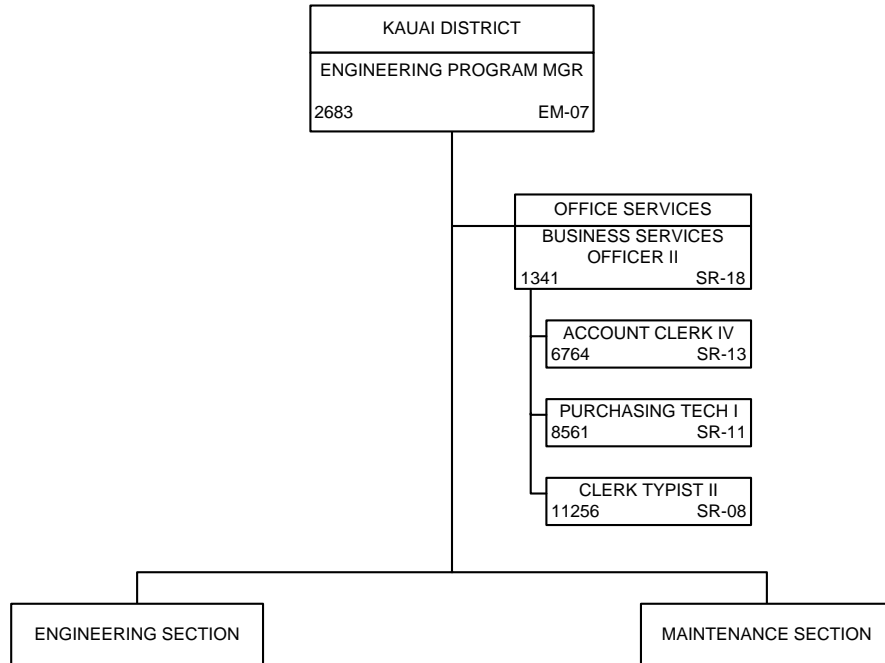 KAUAI DISTRICT
ENGINEERING PROGRAM MGR
2683 EM-07
OFFICE SERVICES
BUSINESS SERVICES
OFFICER II
1341 SR-18
ACCOUNT CLERK IV
6764 SR-13
PURCHASING TECH I
8561 SR-11
CLERK TYPIST II
11256 SR-08
ENGINEERING SECTION
MAINTENANCE SECTION